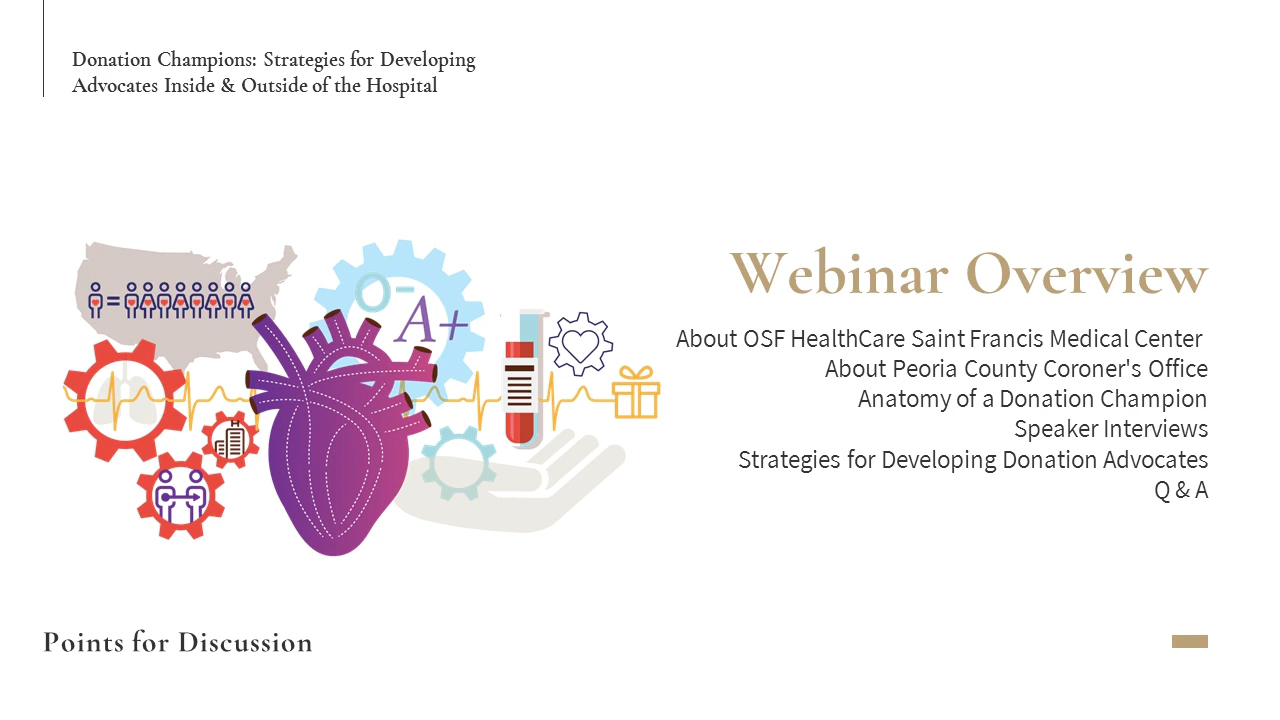 Donation Champions: Strategies for Developing
Advocates Inside & Outside of the Hospital
=
O-
A+
H
Webinar Overview
About OSF HealthCare Saint Francis Medical Center
About Peoria County Coroner's Office
Anatomy of a Donation Champion
Speaker Interviews
Strategies for Developing Donation Advocates
Q & A
Points for Discussion